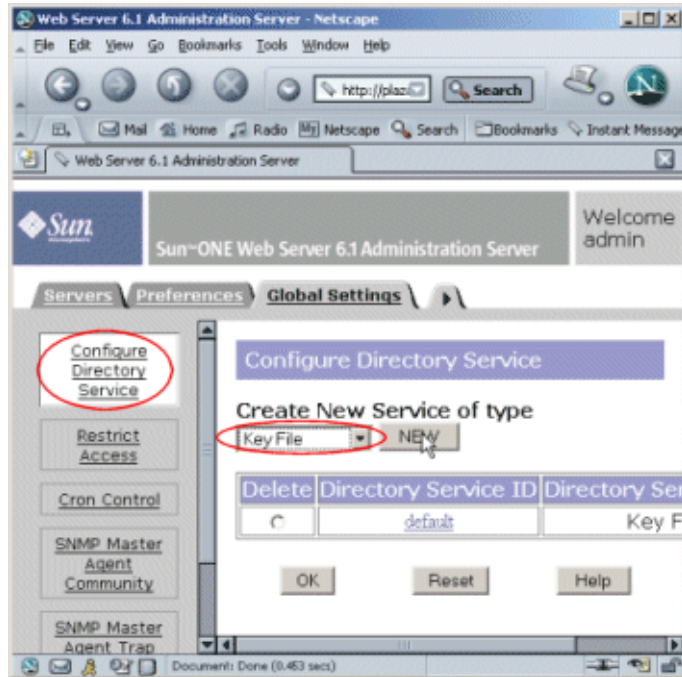 Web Server 6.1 Administration Server - Netscape
File Edit View Go Bookmarks Tools Window Help
http://plaz Search
Mail Home Radio My Netscape Search Bookmarks Instant Message
Web Server 6.1 Administration Server
Sun
Sun ONE Web Server 6.1 Administration Server
Welcome
admin
Servers Preferences Global Settings
Configure
Directory
Service
Restrict
Access
Cron Control
SNMP Master
Agent
Community
SNMP Master
Agent Trap
Configure Directory Service
Create New Service of type
Key File NEW
Delete Directory Service ID Directory Ser
default Key F
OK Reset Help
Document: Done (0.453 secs)